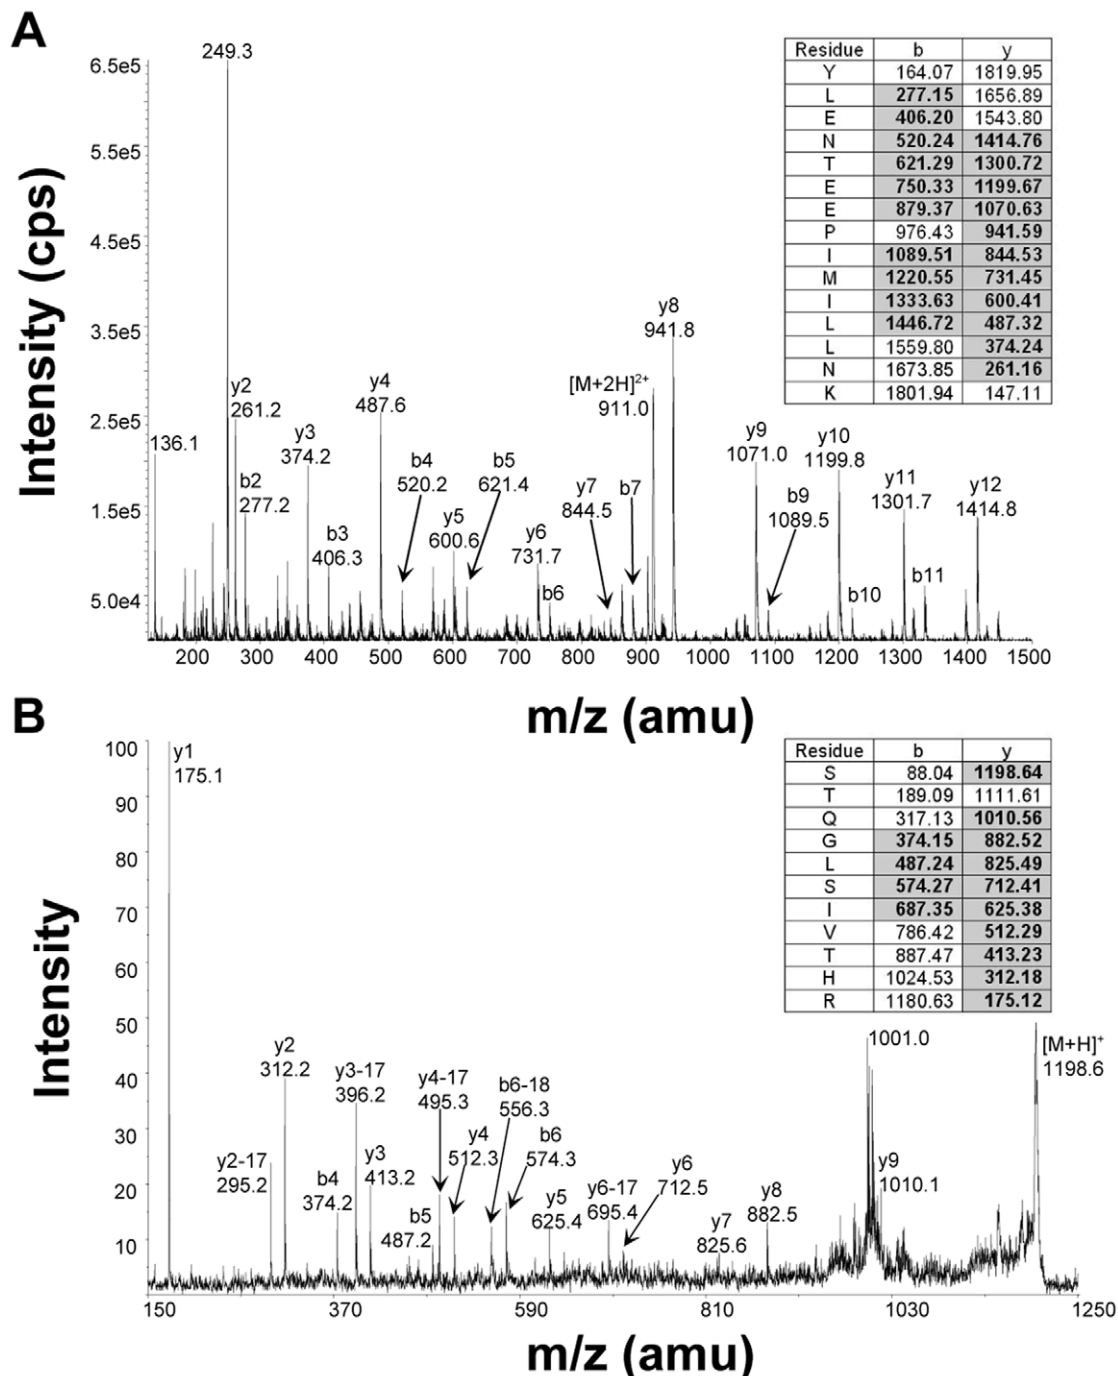 A
Intensity (cps)
6.5e5
5.5e5
4.5e5
3.5e5
2.5e5
1.5e5
5.0e4
249.3
136.1
y2
261.2
b2
277.2
y3
374.2
b3
406.3
y4
487.6
b4
520.2
y5
600.6
b5
621.4
y6
731.7
b6
y7
844.5
b7
[M+2H]2+
911.0
y8
941.8
y9
1071.0
b9
1089.5
y10
1199.8
b10
y11
1301.7
b11
y12
1414.8
200 300 400 500 600 700 800 900 1000 1100 1200 1300 1400 1500
m/z (amu)
Residue b y
Y 164.07 1819.95
L 277.15 1656.89
E 406.20 1543.80
N 520.24 1414.76
T 621.29 1300.72
E 750.33 1199.67
E 879.37 1070.63
P 976.43 941.59
I 1089.51 844.53
M 1220.55 731.45
I 1333.63 600.41
L 1446.72 487.32
L 1559.80 374.24
N 1673.85 261.16
K 1801.94 147.11
B
Intensity
100
90
80
70
60
50
40
30
20
10
y1
175.1
y2-17
295.2
y2
312.2
b4
374.2
y3-17
396.2
y3
413.2
b5
487.2
y4-17
495.3
y4
512.3
b6-18
556.3
b6
574.3
y5
625.4
y6-17
695.4
y6
712.5
y7
825.6
y8
882.5
1001.0
y9
1010.1
[M+H]+
1198.6
150 370 590 810 1030 1250
m/z (amu)
Residue b y
S 88.04 1198.64
T 189.09 1111.61
Q 317.13 1010.56
G 374.15 882.52
L 487.24 825.49
S 574.27 712.41
I 687.35 625.38
V 786.42 512.29
T 887.47 413.23
H 1024.53 312.18
R 1180.63 175.12